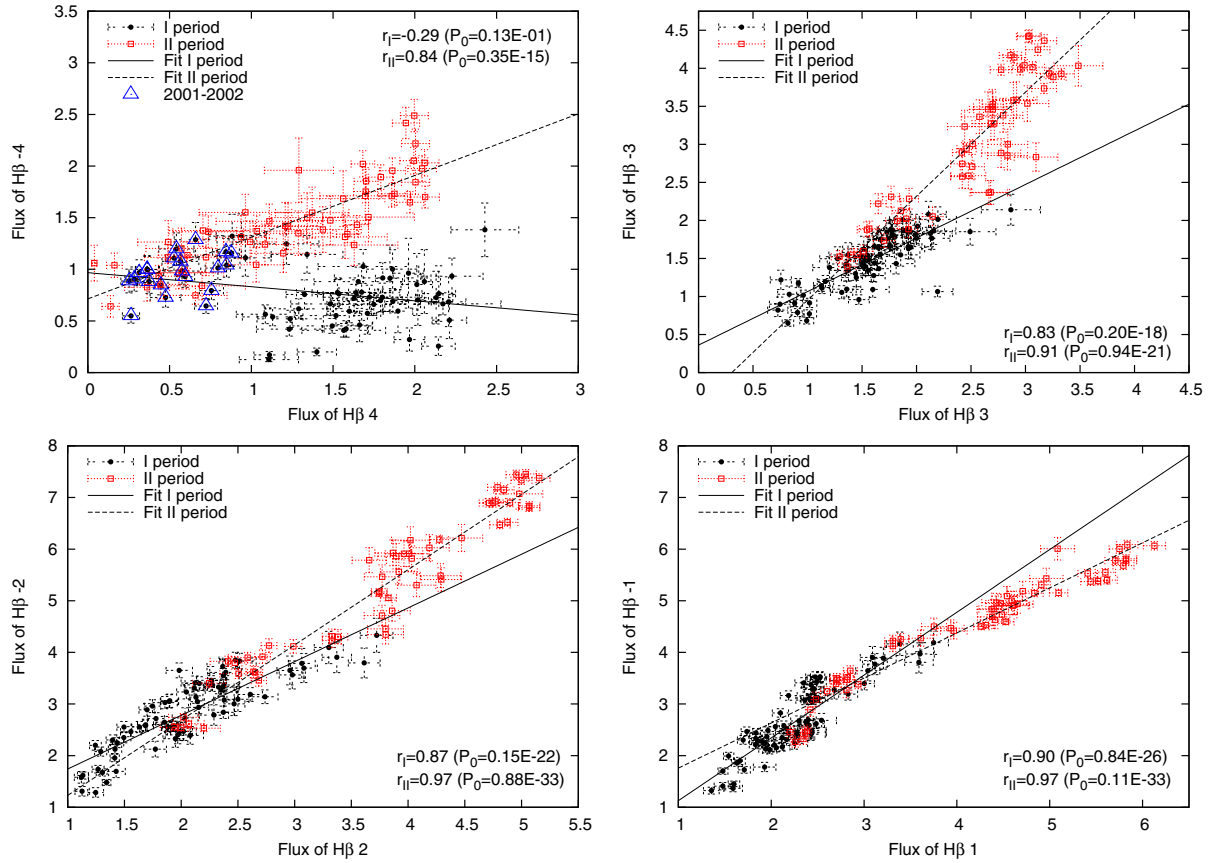 I period
II period
Fit I period
Fit II period
2001-2002
r_I=-0.29 (P_0=0.13E-01)
r_II=0.84 (P_0=0.35E-15)
Flux of Hβ -4
3.5
3
2.5
2
1.5
1
0.5
0
0 0.5 1 1.5 2 2.5 3
Flux of Hβ 4
I period
II period
Fit I period
Fit II period
r_I=0.83 (P_0=0.20E-18)
r_II=0.91 (P_0=0.94E-21)
Flux of Hβ -3
4.5
4
3.5
3
2.5
2
1.5
1
0.5
0
0 0.5 1 1.5 2 2.5 3 3.5 4 4.5
Flux of Hβ 3
I period
II period
Fit I period
Fit II period
r_I=0.87 (P_0=0.15E-22)
r_II=0.97 (P_0=0.88E-33)
Flux of Hβ -2
8
7
6
5
4
3
2
1
1 1.5 2 2.5 3 3.5 4 4.5 5 5.5
Flux of Hβ 2
I period
II period
Fit I period
Fit II period
r_I=0.90 (P_0=0.84E-26)
r_II=0.97 (P_0=0.11E-33)
Flux of Hβ -1
8
7
6
5
4
3
2
1
1 2 3 4 5 6
Flux of Hβ 1